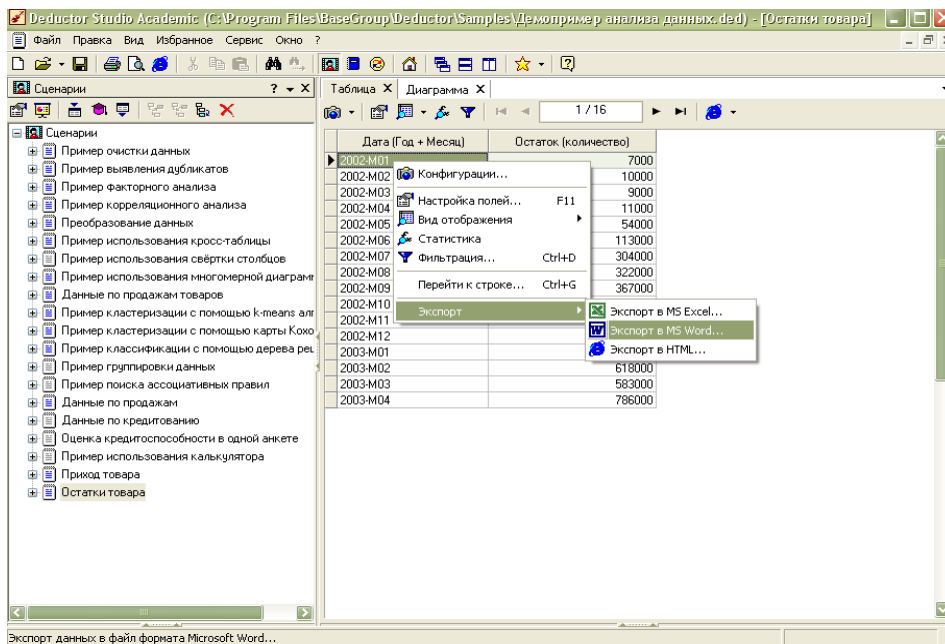 Deductor Studio Academic (C:\Program Files\BaseGroup\Deductor\Samples\Демопример анализа данных.ded) - [Остатки товара]
Файл Правка Вид Избранное Сервис Окно ?
Сценарии
Таблица X Диаграмма X
1 / 16
Сценарии
Пример очистки данных
Пример выявления дубликатов
Пример факторного анализа
Пример корреляционного анализа
Преобразование данных
Пример использования кросс-таблицы
Пример использования свёртки столбцов
Пример использования многомерной диаграмм
Данные по продажам товаров
Пример кластеризации с помощью k-means алг
Пример кластеризации с помощью карты Кохо
Пример классификации с помощью дерева реш
Пример группировки данных
Пример поиска ассоциативных правил
Данные по продажам
Данные по кредитованию
Оценка кредитоспособности в одной анкете
Пример использования калькулятора
Приход товара
Остатки товара
Дата (Год + Месяц) Остаток (количество)
2002-M01 7000
2002-M02 10000
2002-M03 9000
2002-M04 11000
2002-M05 54000
2002-M06 113000
2002-M07 304000
2002-M08 322000
2002-M09 367000
2002-M10
2002-M11
2002-M12
2003-M01
2003-M02 618000
2003-M03 583000
2003-M04 786000
Конфигурации...
Настройка полей... F11
Вид отображения
Статистика
Фильтрация... Ctrl+D
Перейти к строке... Ctrl+G
Экспорт
Экспорт в MS Excel...
Экспорт в MS Word...
Экспорт в HTML...
Экспорт данных в файл формата Microsoft Word...